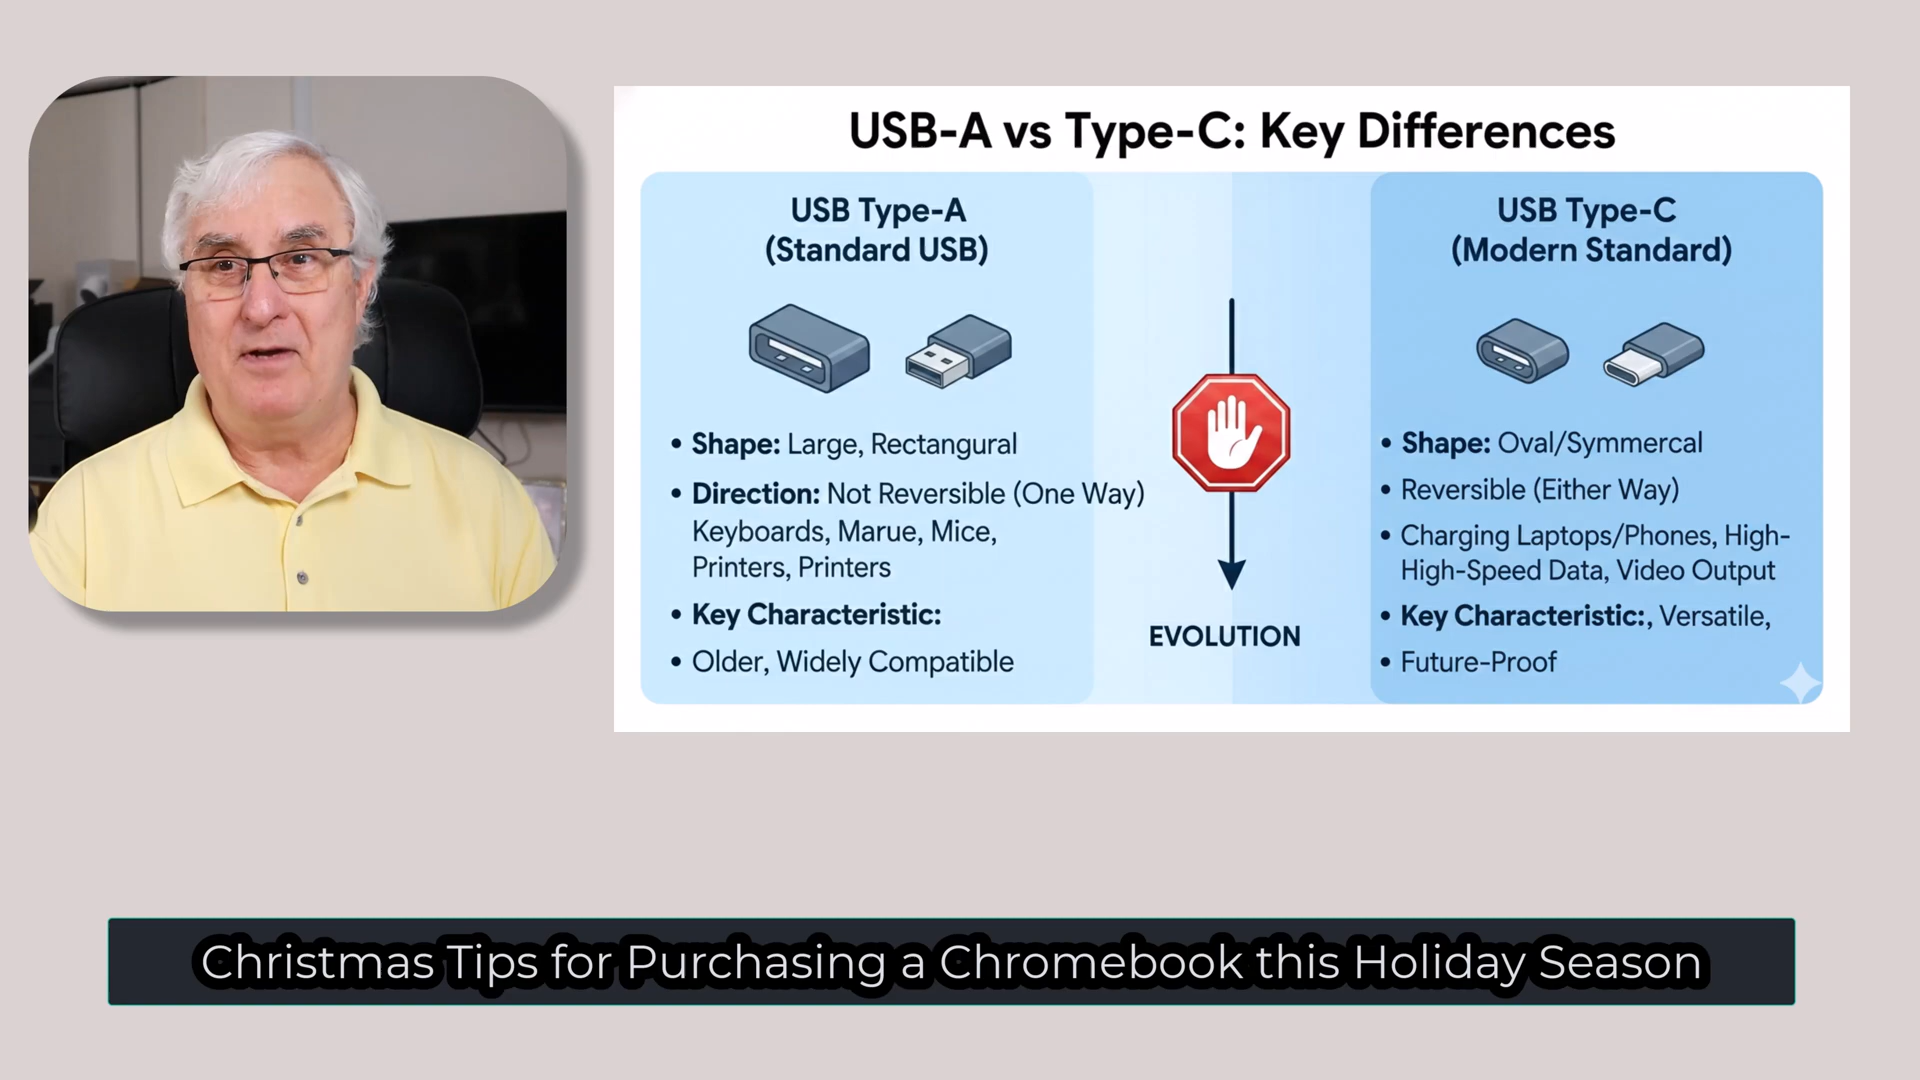 USB-A vs Type-C: Key Differences
USB Type-A
(Standard USB)
• Shape: Large, Rectangural
• Direction: Not Reversible (One Way)
Keyboards, Marue, Mice,
Printers, Printers
• Key Characteristic:
• Older, Widely Compatible
EVOLUTION
USB Type-C
(Modern Standard)
• Shape: Oval/Symmercal
• Reversible (Either Way)
• Charging Laptops/Phones, High-
High-Speed Data, Video Output
• Key Characteristic:, Versatile,
• Future-Proof
Christmas Tips for Purchasing a Chromebook this Holiday Season